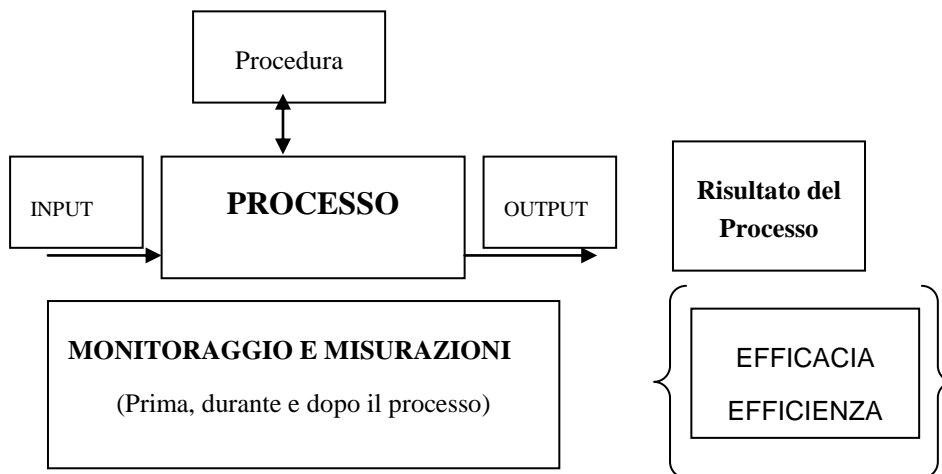 Procedura
INPUT
PROCESSO
OUTPUT
Risultato del
Processo
MONITORAGGIO E MISURAZIONI
(Prima, durante e dopo il processo)
EFFICACIA
EFFICIENZA